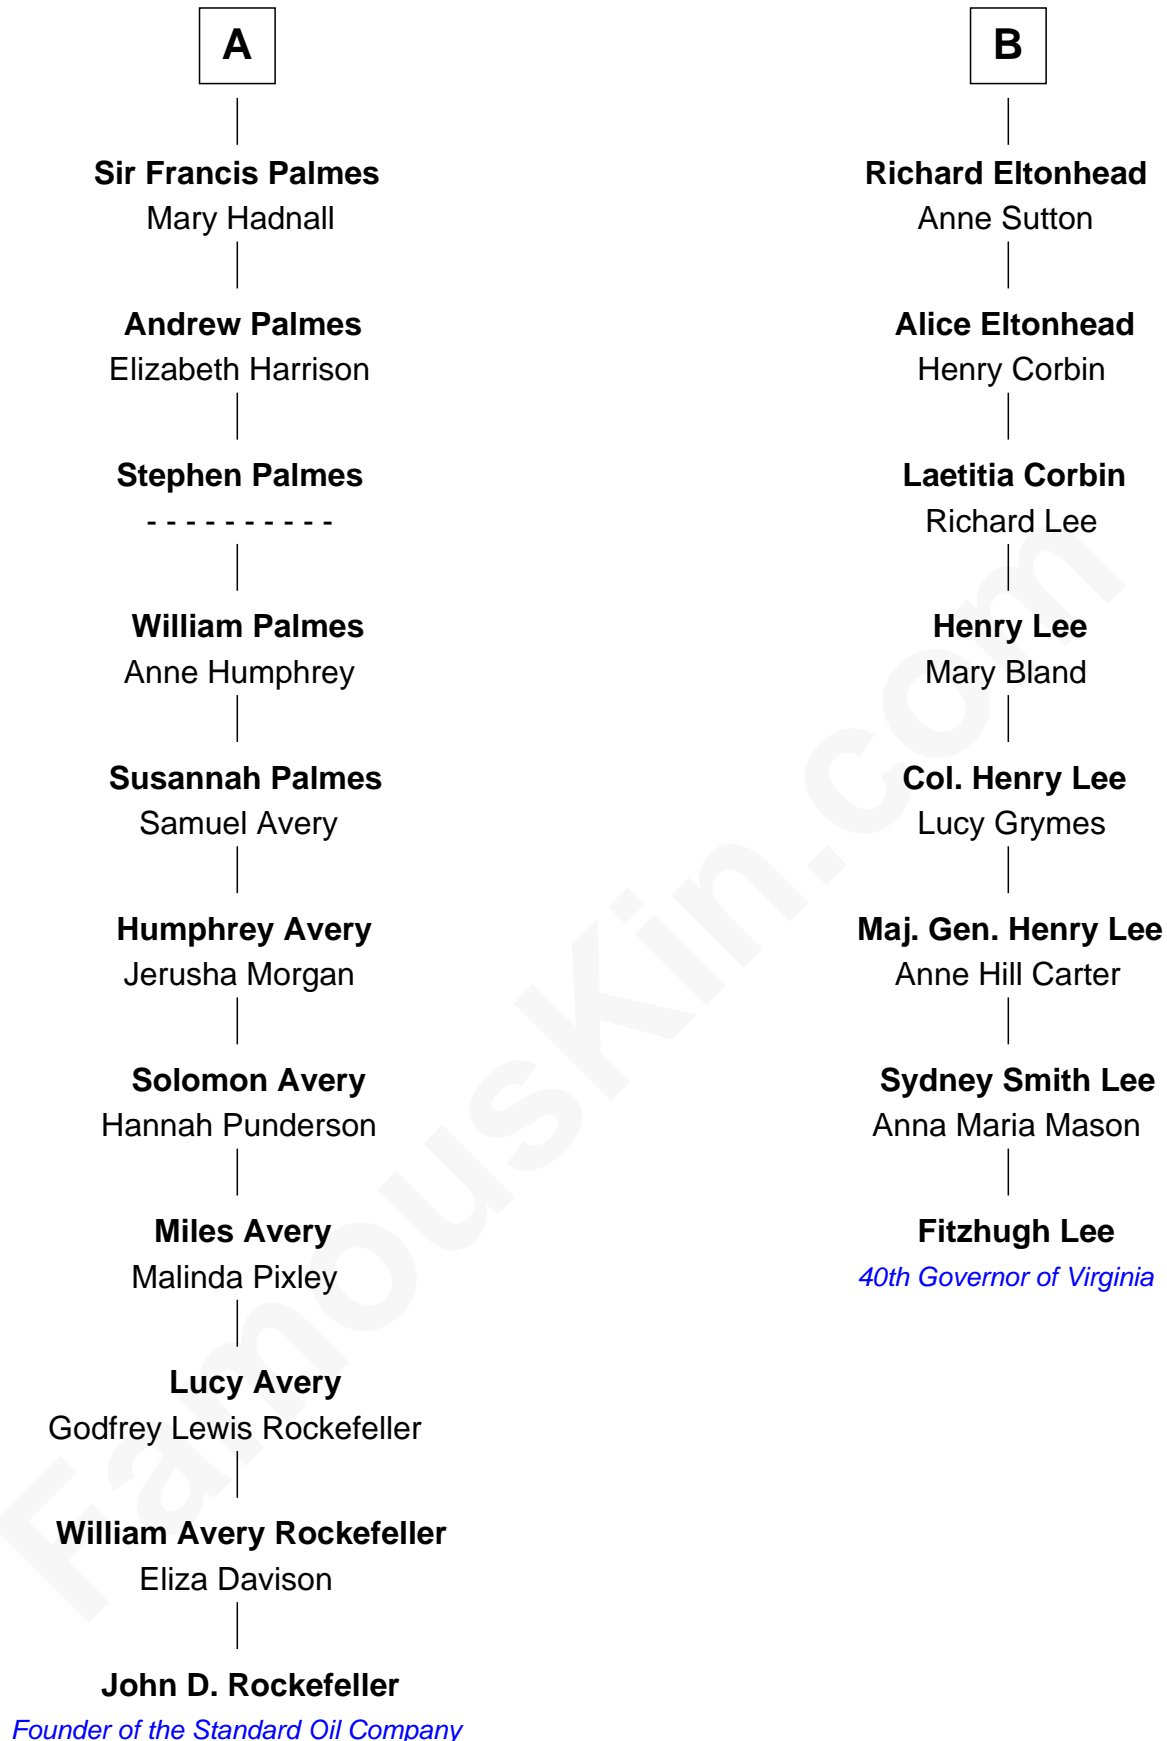 A
Sir Francis Palmes
Mary Hadnall
Andrew Palmes
Elizabeth Harrison
Stephen Palmes
- - - - - - - - - -
William Palmes
Anne Humphrey
Susannah Palmes
Samuel Avery
Humphrey Avery
Jerusha Morgan
Solomon Avery
Hannah Punderson
Miles Avery
Malinda Pixley
Lucy Avery
Godfrey Lewis Rockefeller
William Avery Rockefeller
Eliza Davison
John D. Rockefeller
Founder of the Standard Oil Company
B
Richard Eltonhead
Anne Sutton
Alice Eltonhead
Henry Corbin
Laetitia Corbin
Richard Lee
Henry Lee
Mary Bland
Col. Henry Lee
Lucy Grymes
Maj. Gen. Henry Lee
Anne Hill Carter
Sydney Smith Lee
Anna Maria Mason
Fitzhugh Lee
40th Governor of Virginia
FamousKin.com